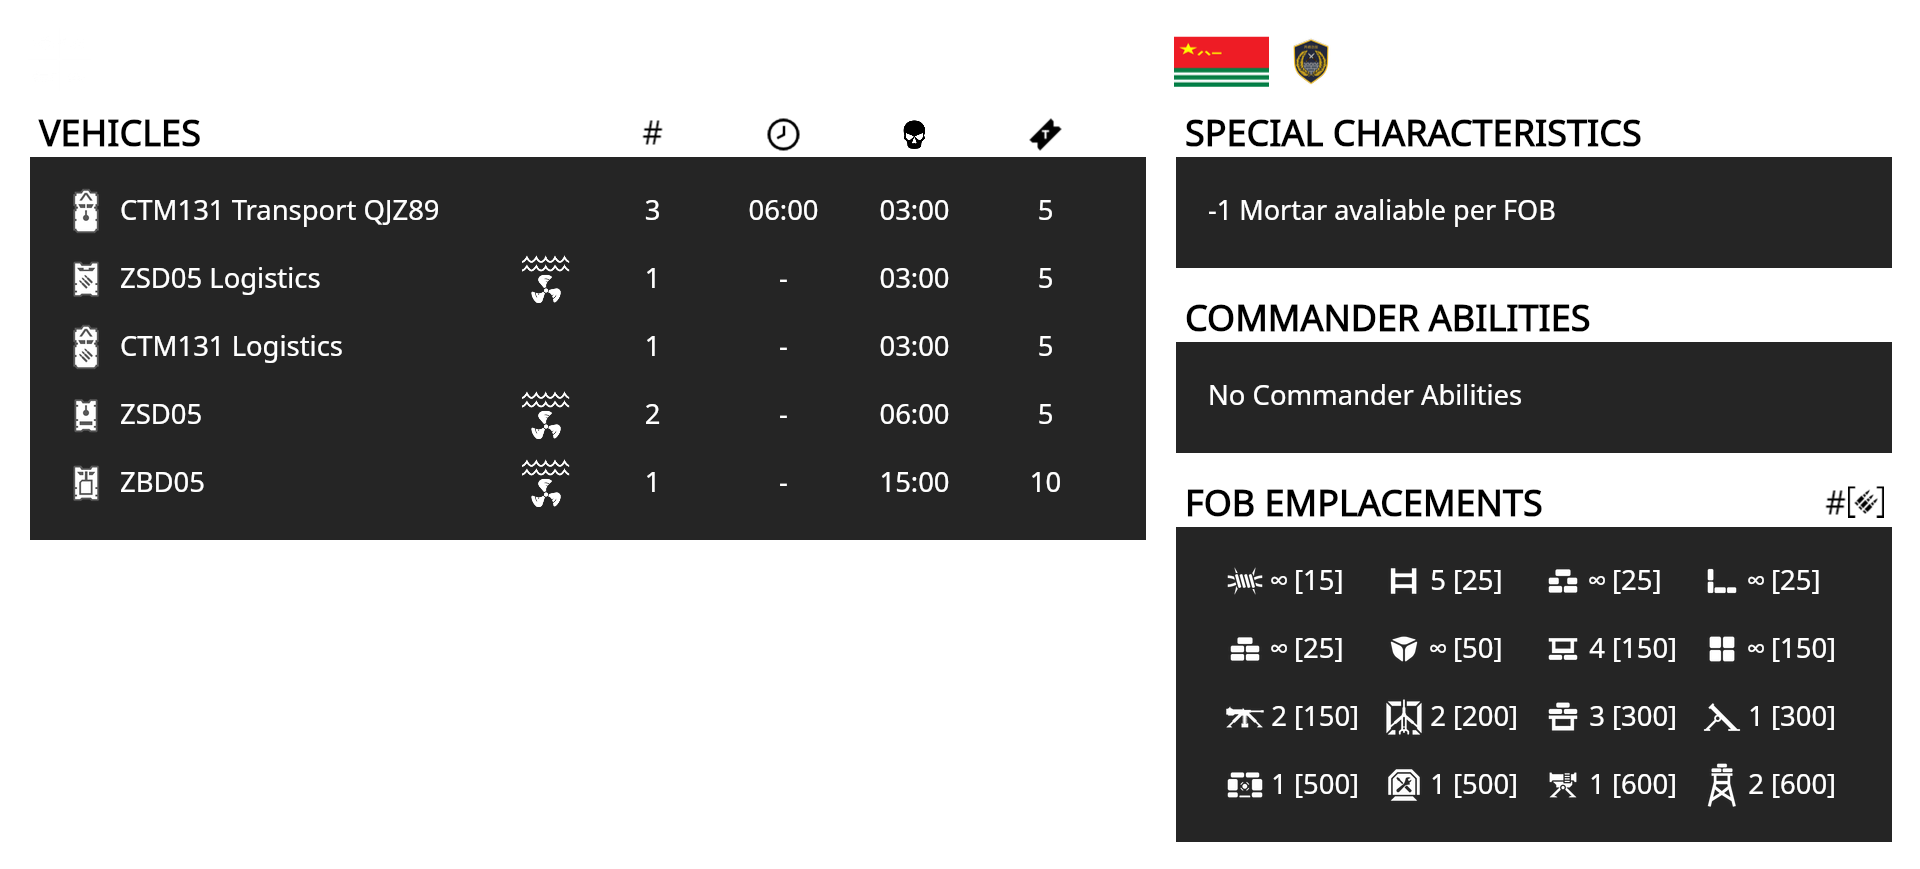 VEHICLES #
CTM131 Transport QJZ89 3 06:00 03:00 5
ZSD05 Logistics 1 - 03:00 5
CTM131 Logistics 1 - 03:00 5
ZSD05 2 - 06:00 5
ZBD05 1 - 15:00 10
SPECIAL CHARACTERISTICS
-1 Mortar avaliable per FOB
COMMANDER ABILITIES
No Commander Abilities
FOB EMPLACEMENTS #[ ]
∞ [15] 5 [25] ∞ [25] ∞ [25]
∞ [25] ∞ [50] 4 [150] ∞ [150]
2 [150] 2 [200] 3 [300] 1 [300]
1 [500] 1 [500] 1 [600] 2 [600]